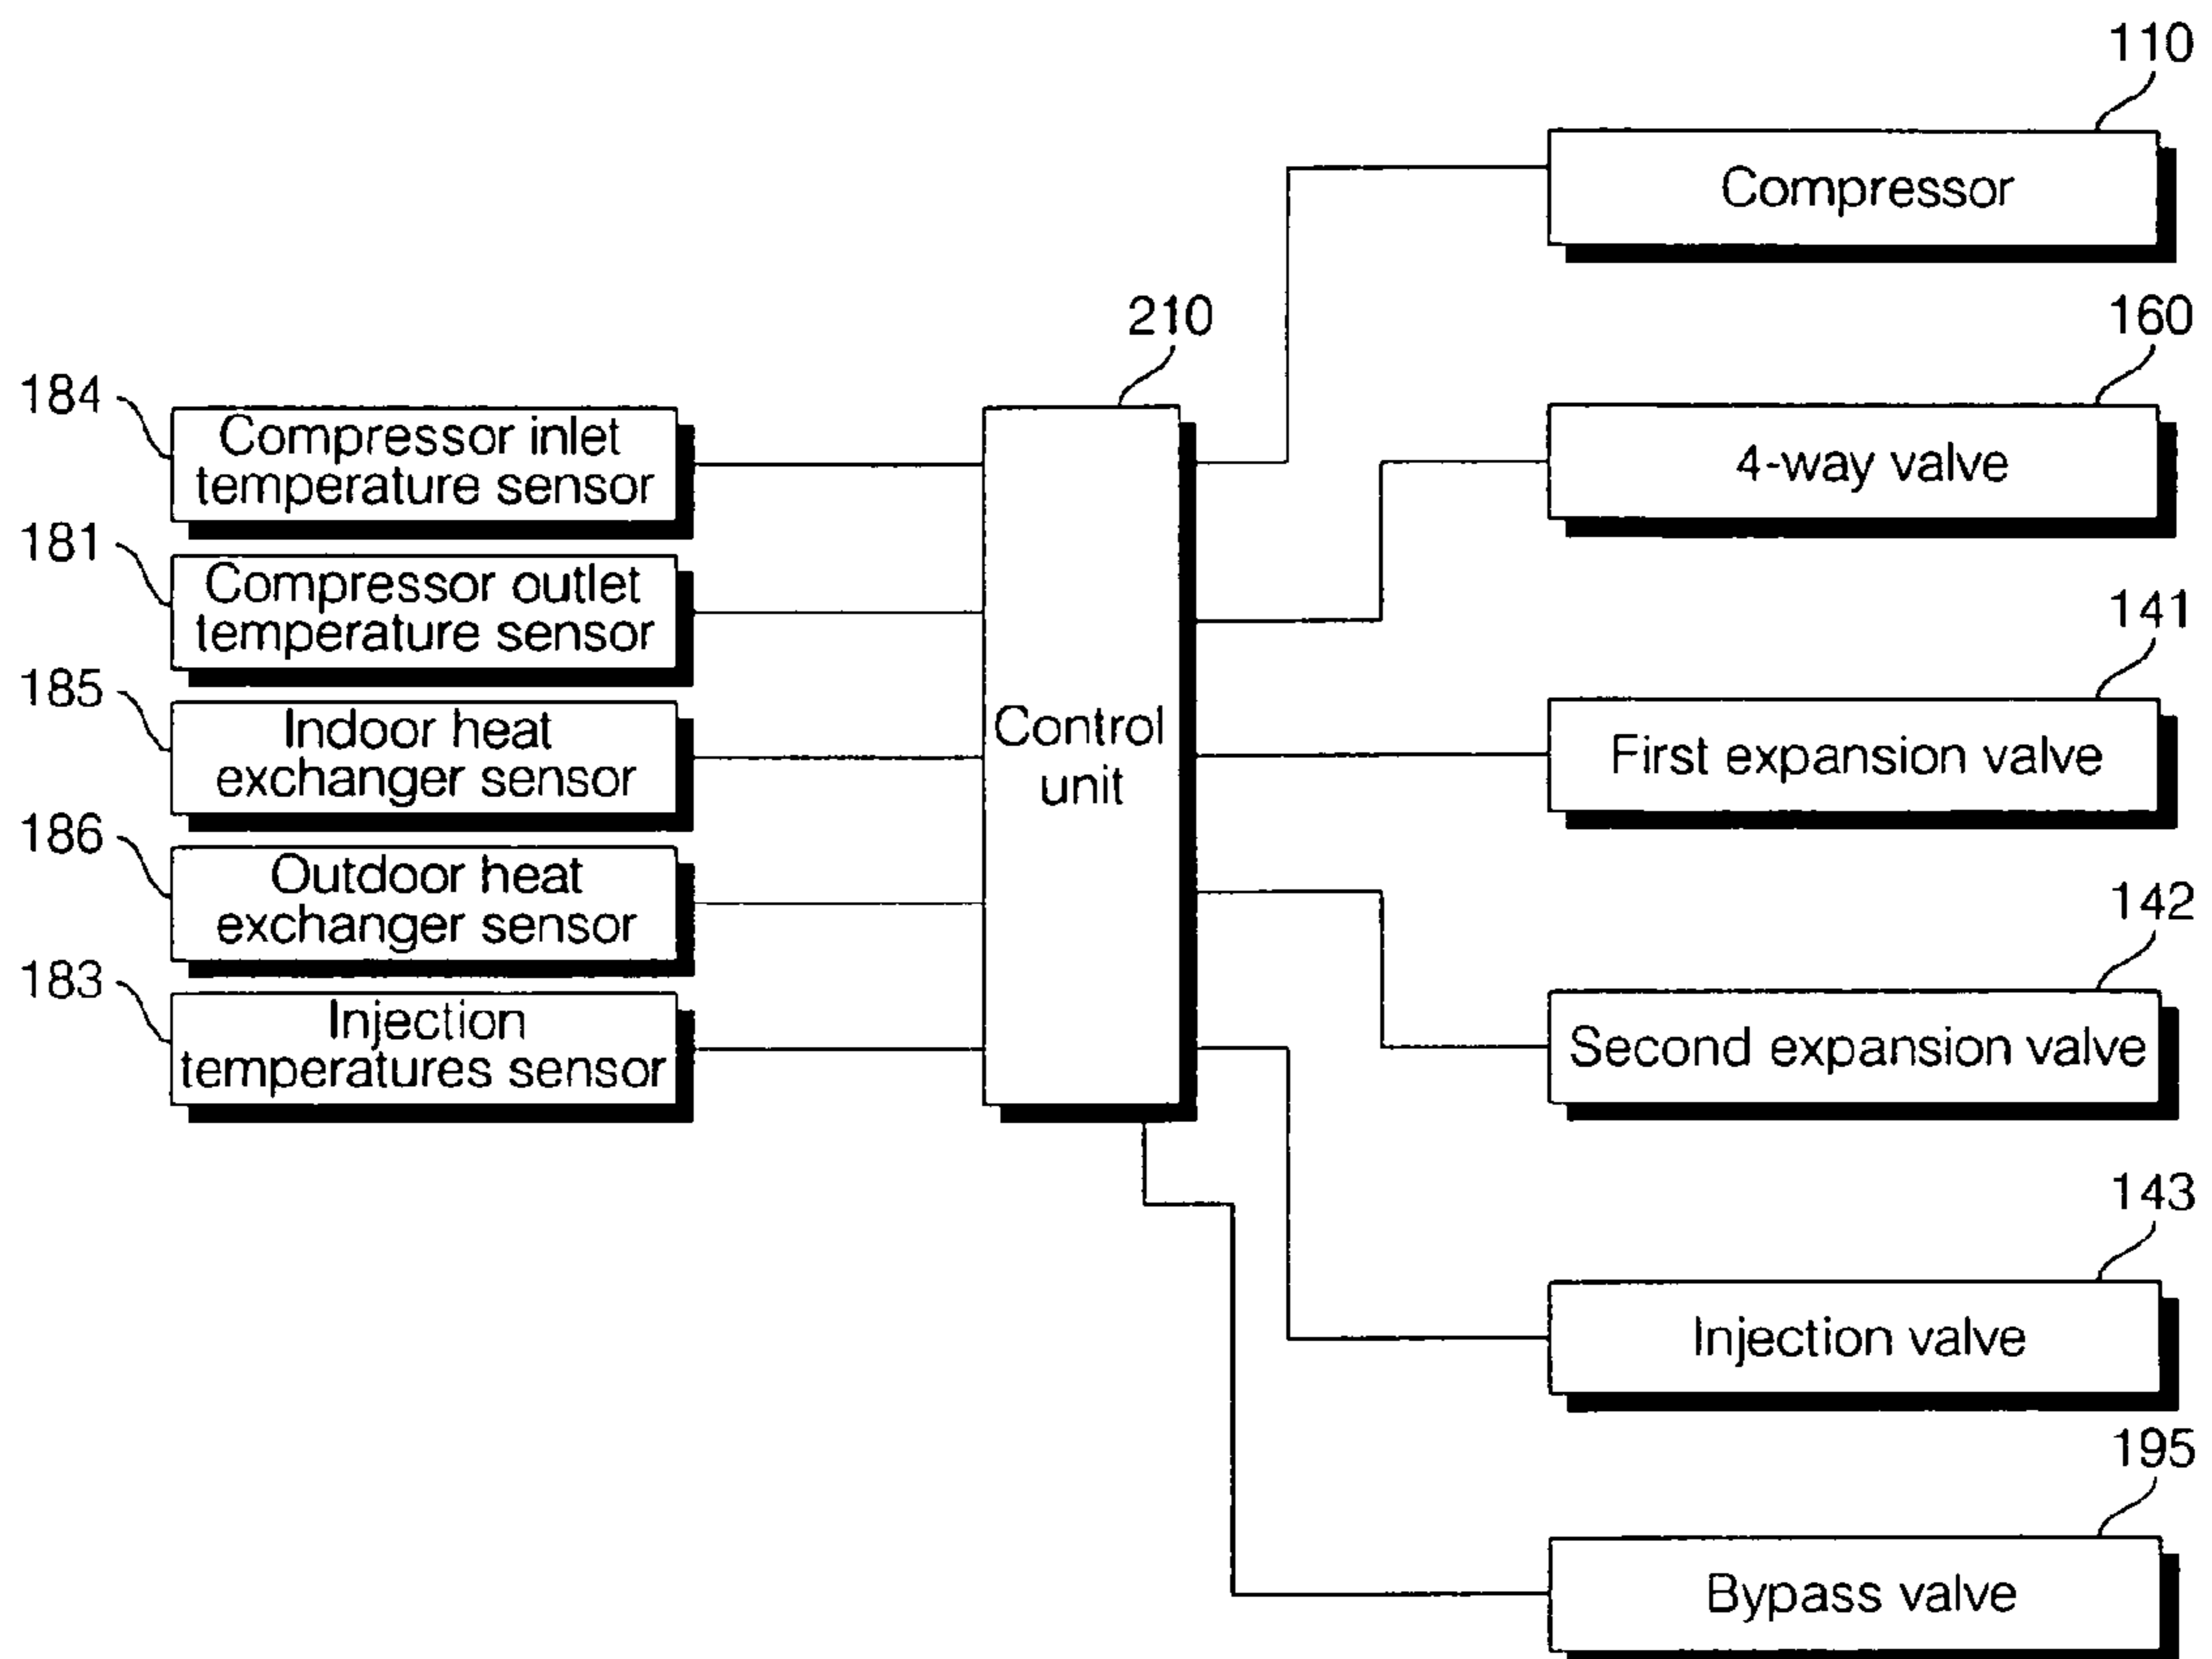 110
Compressor
210
160
4-way valve
184
Compressor inlet
temperature sensor
181
Compressor outlet
temperature sensor
185
Indoor heat
exchanger sensor
186
Outdoor heat
exchanger sensor
183
Injection
temperatures sensor
Control
unit
141
First expansion valve
142
Second expansion valve
143
Injection valve
195
Bypass valve